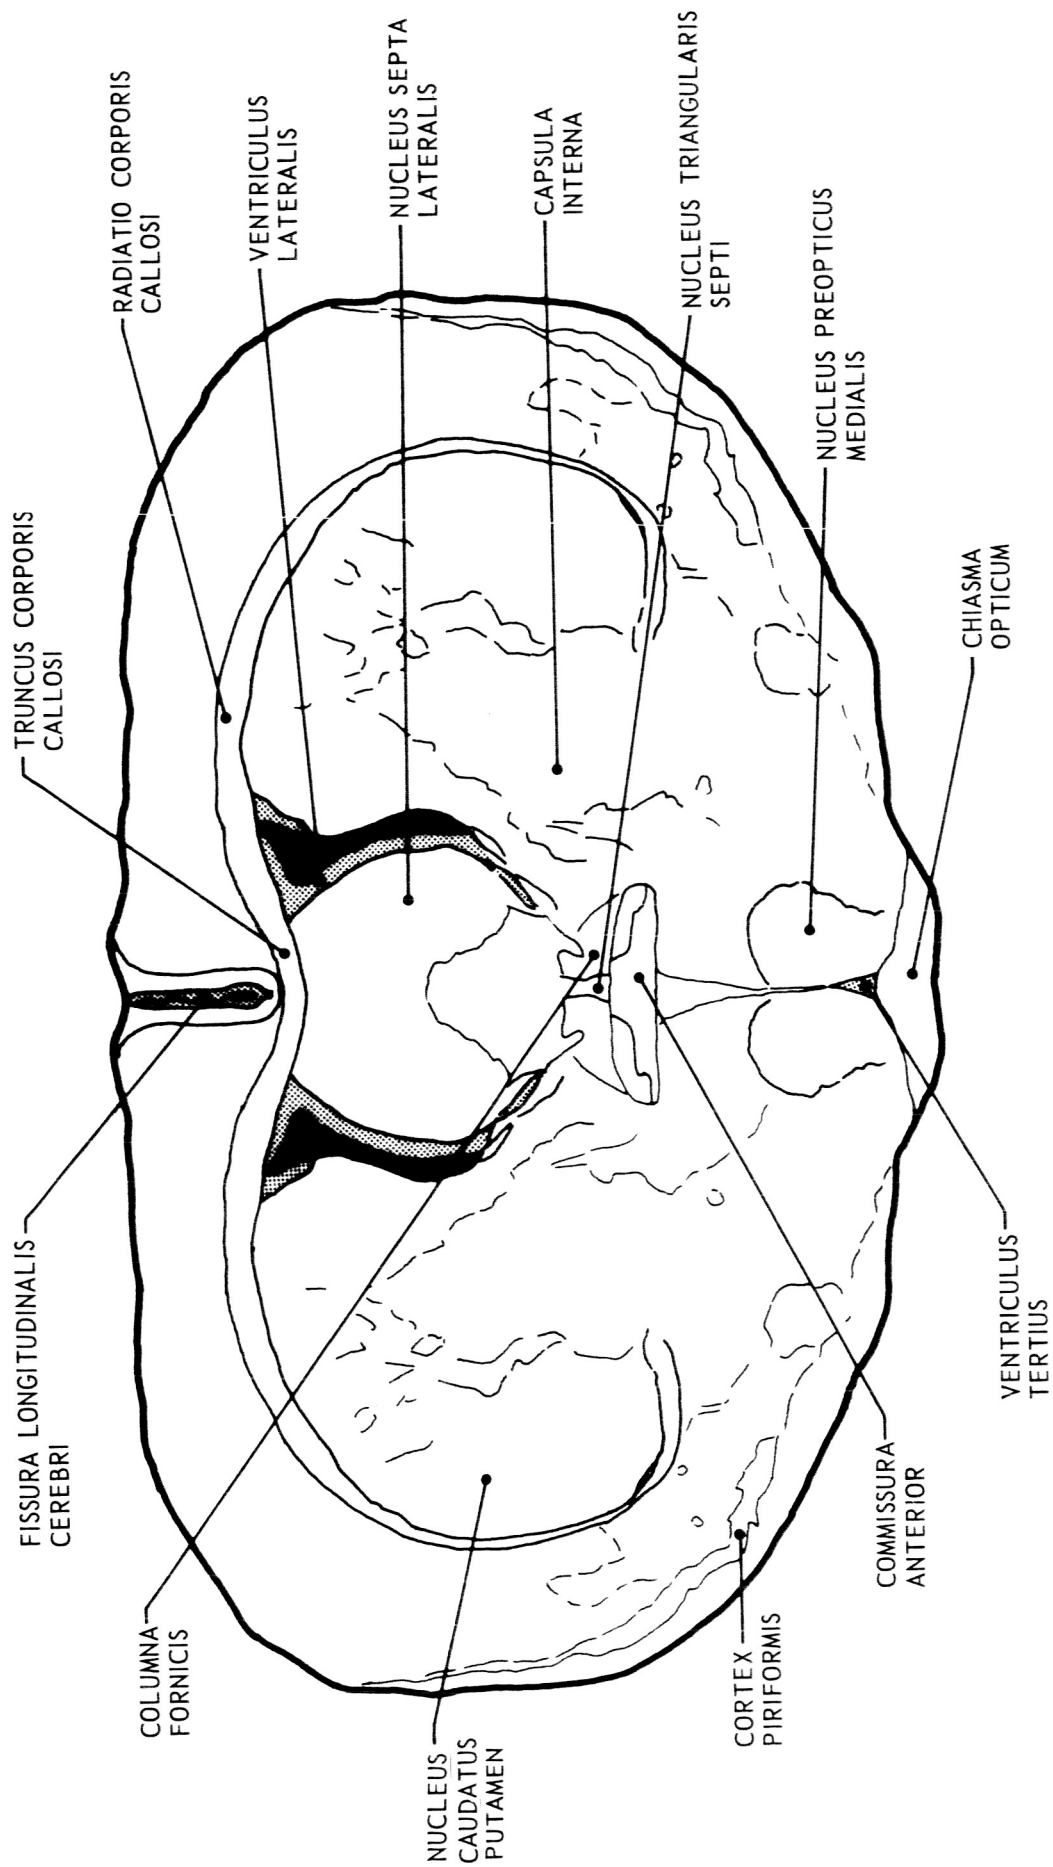 FISSURA LONGITUDINALIS
CEREBRI
TRUNCUS CORPORIS
CALLOSI
RADIATIO CORPORIS
CALLOSI
VENTRICULUS
LATERALIS
NUCLEUS SEPTA
LATERALIS
CAPSULA
INTERNA
NUCLEUS TRIANGULARIS
SEPTI
NUCLEUS PREOPTICUS
MEDIALIS
CHIASMA
OPTICUM
COLUMNA
FORNICIS
NUCLEUS
CAUDATUS
PUTAMEN
CORTEX
PIRIFORMIS
COMMISSURA
ANTERIOR
VENTRICULUS
TERTIUS